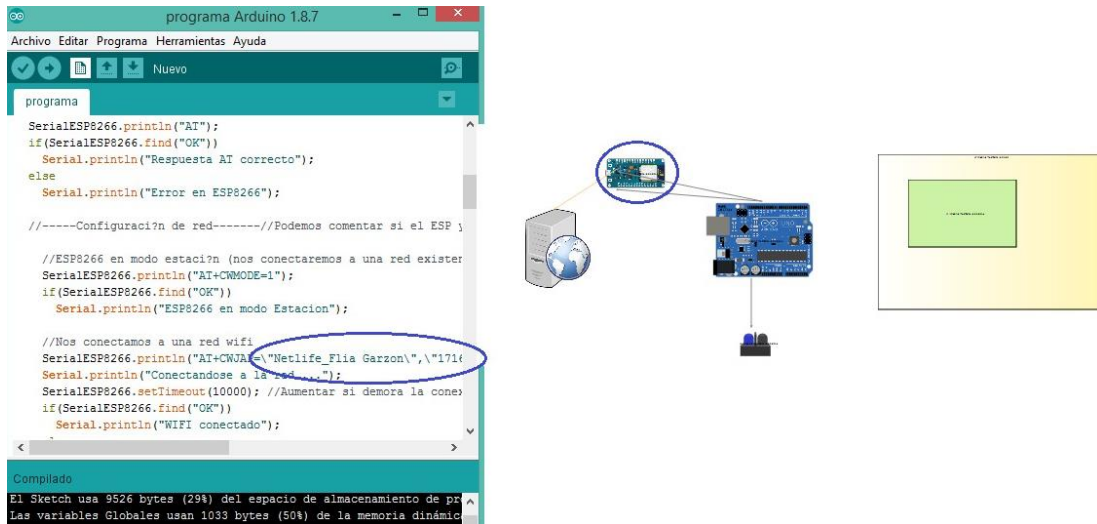 programa Arduino 1.8.7
Archivo Editar Programa Herramientas Ayuda
Nuevo
programa
SerialESP8266.println("AT");
if(SerialESP8266.find("OK"))
Serial.println("Respuesta AT correcto");
else
Serial.println("Error en ESP8266");
//-----Configuraci?n de red-------//Podemos comentar si el ESP y
//ESP8266 en modo estaci?n (nos conectaremos a una red existen
SerialESP8266.println("AT+CWMODE=1");
if(SerialESP8266.find("OK"))
Serial.println("ESP8266 en modo Estacion");
//Nos conectamos a una red wifi
SerialESP8266.println("AT+CWJAP=\"Netlife_Flia Garzon\",\"1716
Serial.println("Conectandose a la red ...");
SerialESP8266.setTimeout(10000); //Aumentar si demora la conex
if(SerialESP8266.find("OK"))
Serial.println("WIFI conectado");
Compilado
El Sketch usa 9526 bytes (29%) del espacio de almacenamiento de pr
Las variables Globales usan 1033 bytes (50%) de la memoria dinámic